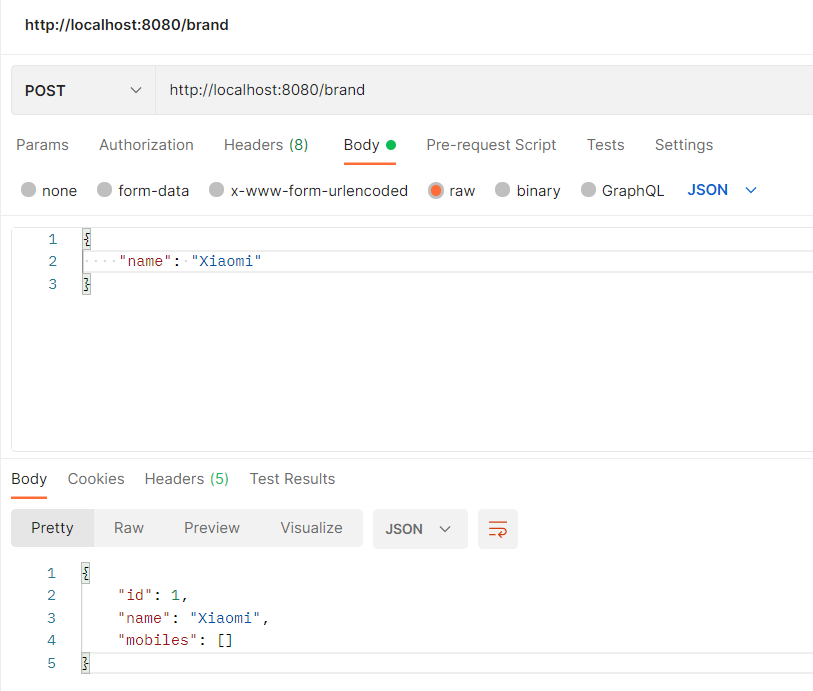 http://localhost:8080/brand
POST http://localhost:8080/brand
Params Authorization Headers (8) Body Pre-request Script Tests Settings
none form-data x-www-form-urlencoded raw binary GraphQL JSON
1 {
2 "name": "Xiaomi"
3 }
Body Cookies Headers (5) Test Results
Pretty Raw Preview Visualize JSON
1 {
2 "id": 1,
3 "name": "Xiaomi",
4 "mobiles": []
5 }